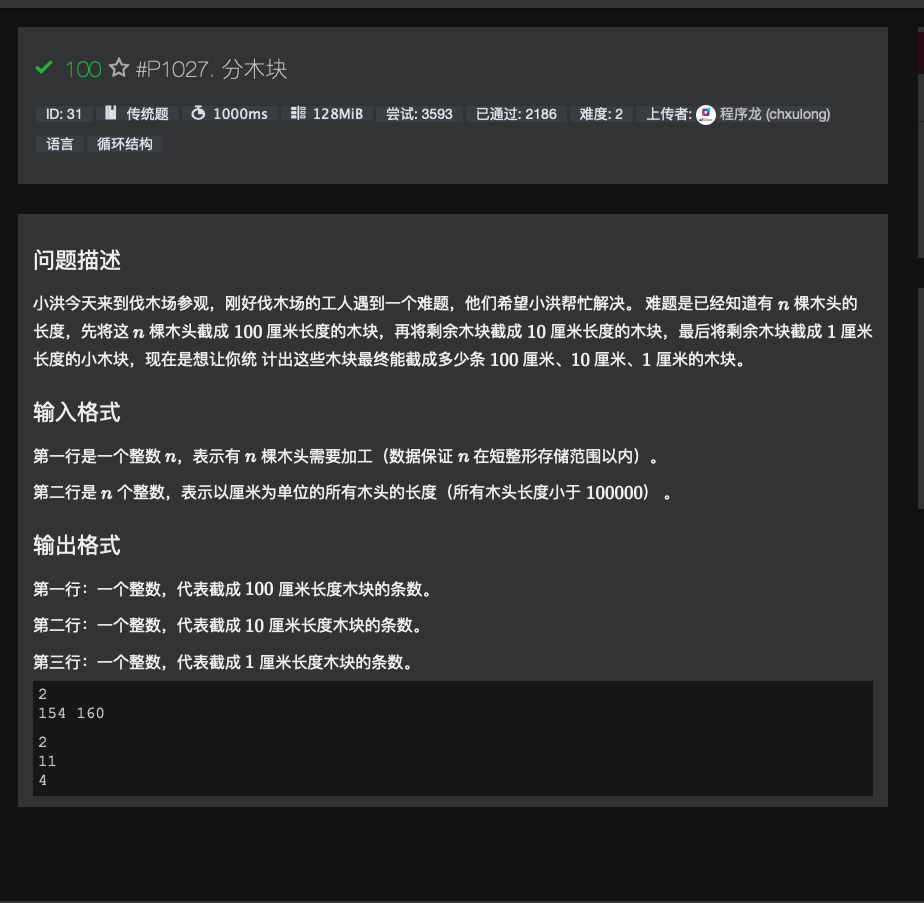 100 #P1027. 分木块
ID: 31 传统题 1000ms 128MiB 尝试: 3593 已通过: 2186 难度: 2 上传者: 程序龙 (chxulong)
语言 循环结构
问题描述
小洪今天来到伐木场参观，刚好伐木场的工人遇到一个难题，他们希望小洪帮忙解决。 难题是已经知道有 n 棵木头的
长度，先将这 n 棵木头截成 100 厘米长度的木块，再将剩余木块截成 10 厘米长度的木块，最后将剩余木块截成 1 厘米
长度的小木块，现在是想让你统 计出这些木块最终能截成多少条 100 厘米、10 厘米、1 厘米的木块。
输入格式
第一行是一个整数 n，表示有 n 棵木头需要加工（数据保证 n 在短整形存储范围以内）。
第二行是 n 个整数，表示以厘米为单位的所有木头的长度（所有木头长度小于 100000） 。
输出格式
第一行：一个整数，代表截成 100 厘米长度木块的条数。
第二行：一个整数，代表截成 10 厘米长度木块的条数。
第三行：一个整数，代表截成 1 厘米长度木块的条数。
2
154 160
2
11
4